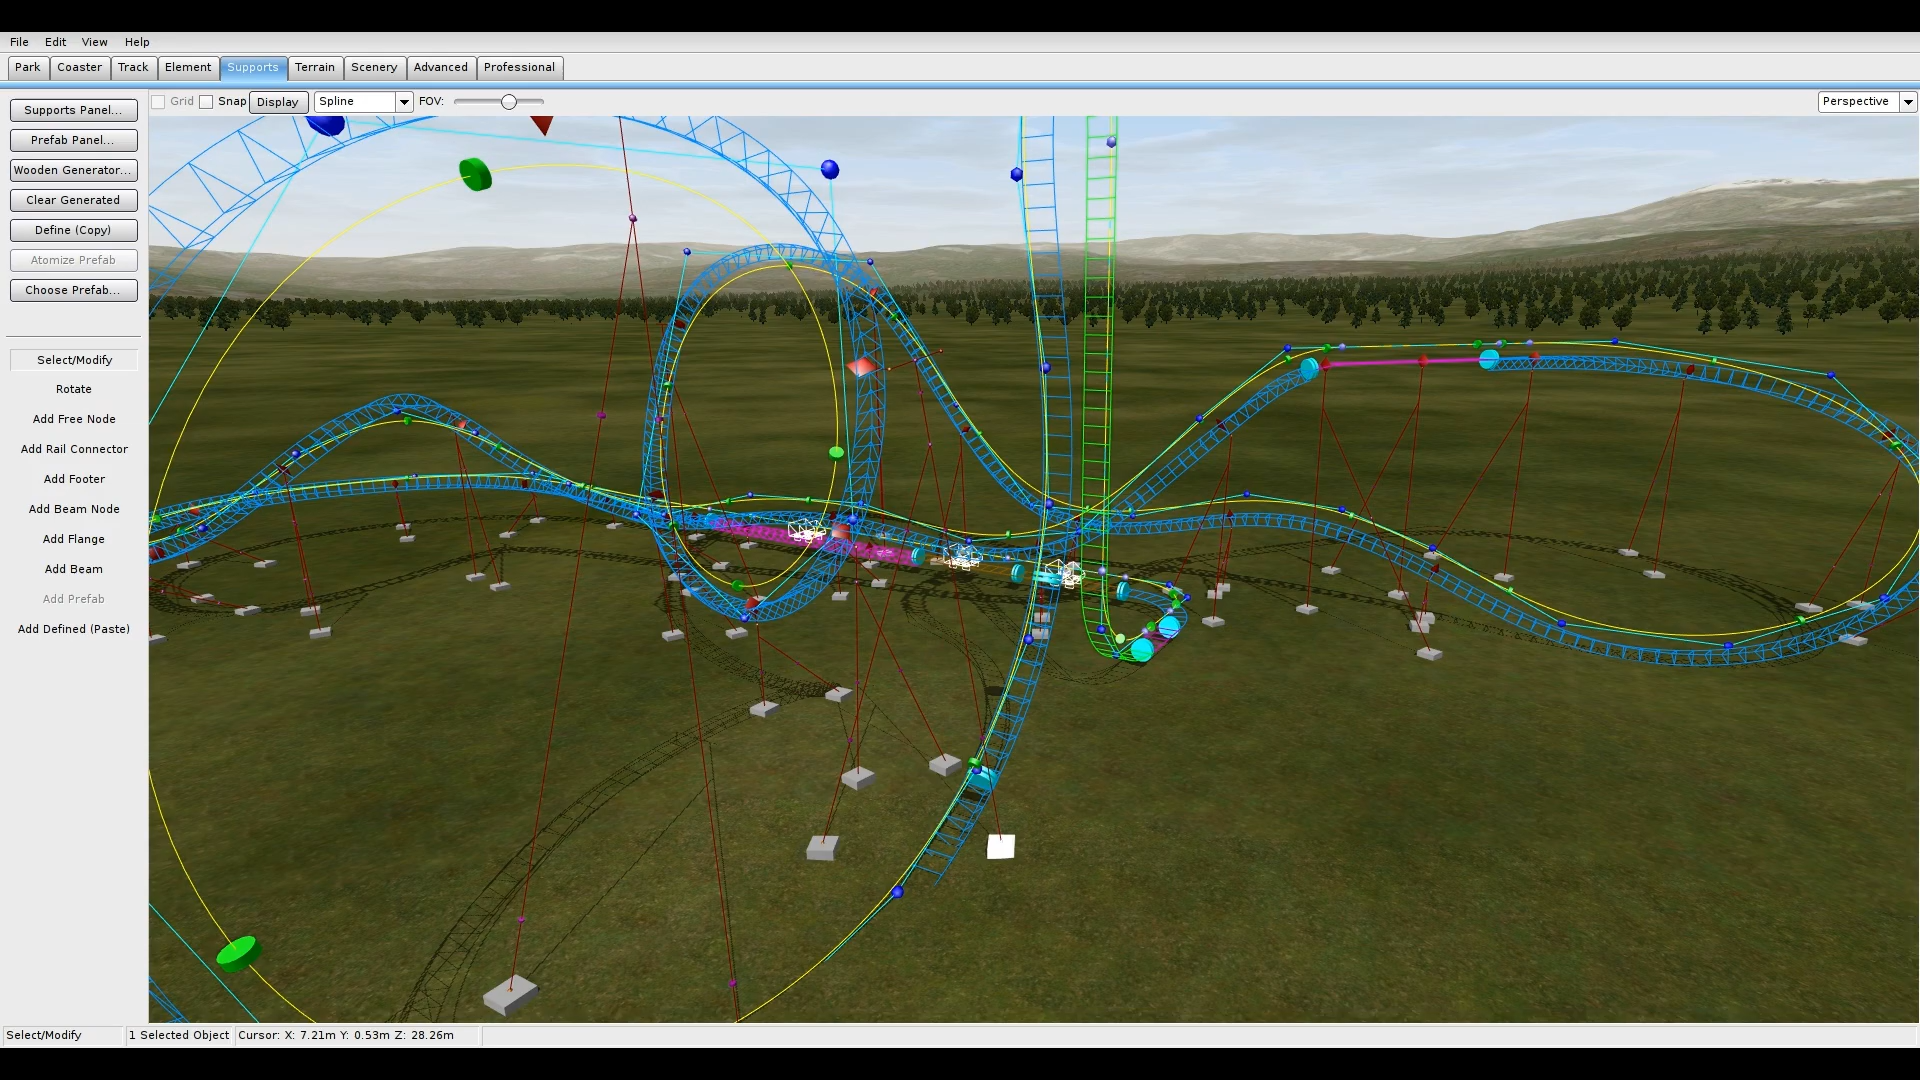 File Edit View Help
Park Coaster Track Element Supports Terrain Scenery Advanced Professional
Grid Snap Display Spline FOV: Perspective
Supports Panel...
Prefab Panel...
Wooden Generator...
Clear Generated
Define (Copy)
Atomize Prefab
Choose Prefab...
Select/Modify
Rotate
Add Free Node
Add Rail Connector
Add Footer
Add Beam Node
Add Flange
Add Beam
Add Prefab
Add Defined (Paste)
Select/Modify 1 Selected Object Cursor: X: 7.21m Y: 0.53m Z: 28.26m